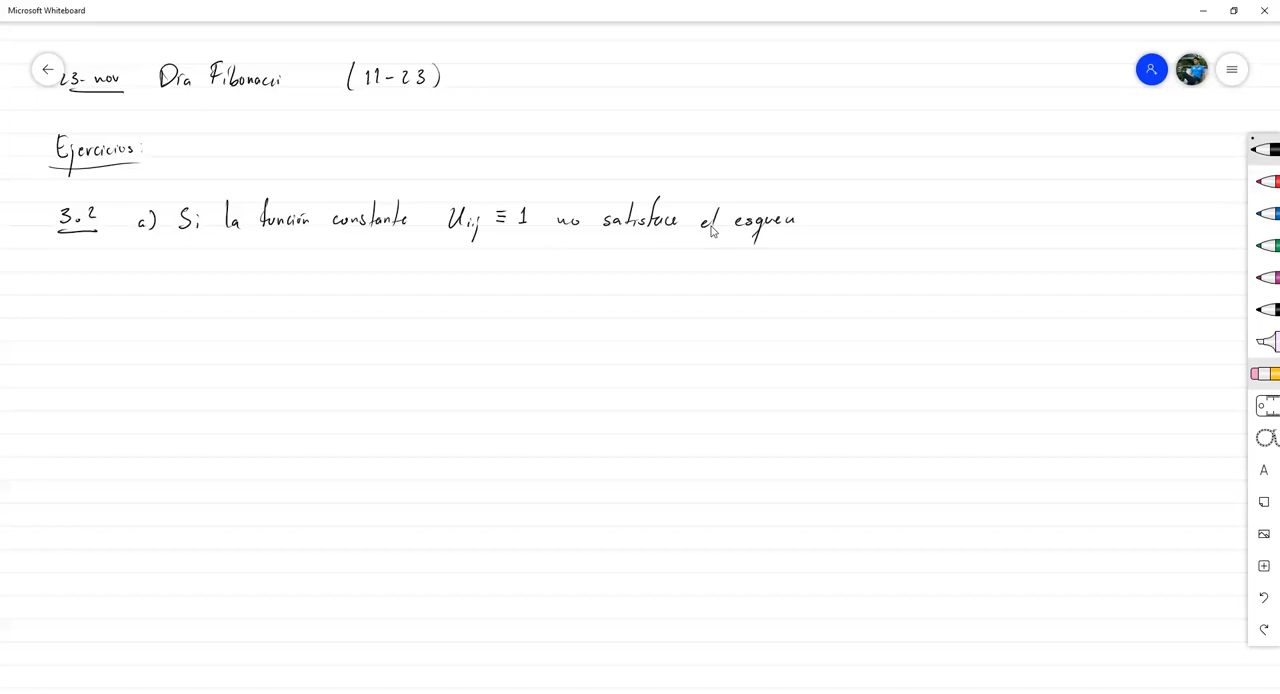 Microsoft Whiteboard
23-nov Día Fibonacci (11-23)
Ejercicios:
3.2 a) Si la función constante Uij ≡ 1 no satisface el esquem
A